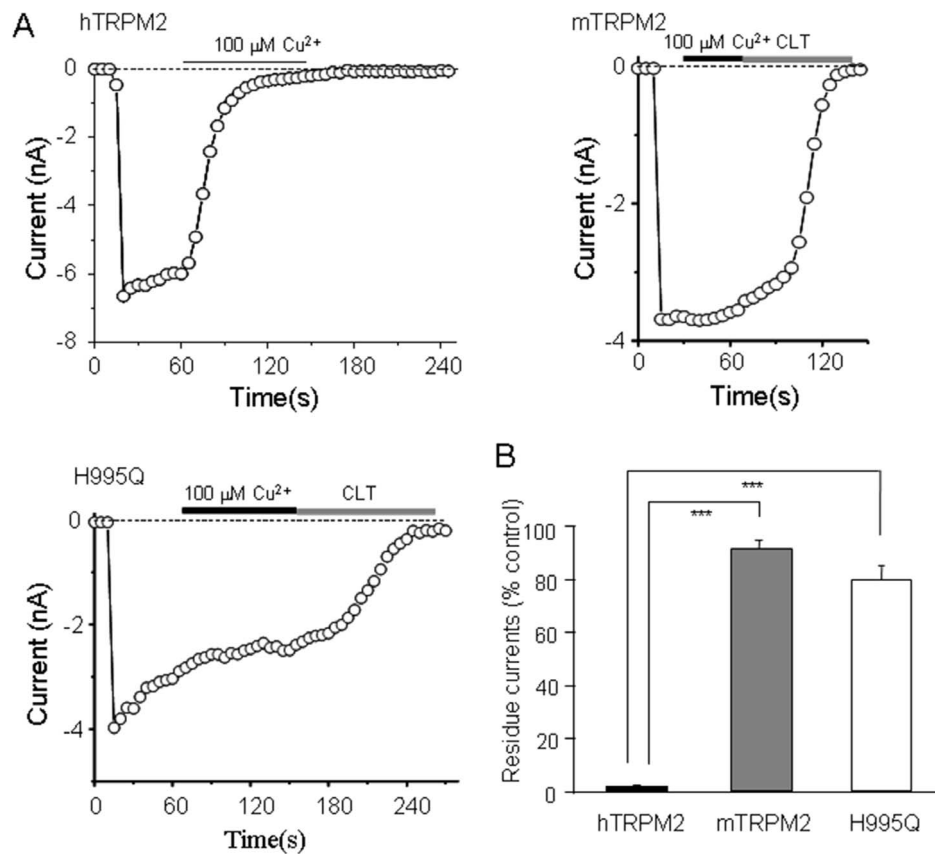 A
hTRPM2
100 μM Cu²⁺
0
-2
-4
-6
-8
Current (nA)
0 60 120 180 240
Time(s)
mTRPM2
100 μM Cu²⁺ CLT
0
-2
-4
Current (nA)
0 60 120
Time(s)
H995Q
100 μM Cu²⁺ CLT
0
-2
-4
Current (nA)
0 60 120 180 240
Time(s)
B
***
***
100
80
60
40
20
0
Residue currents (% control)
hTRPM2 mTRPM2 H995Q